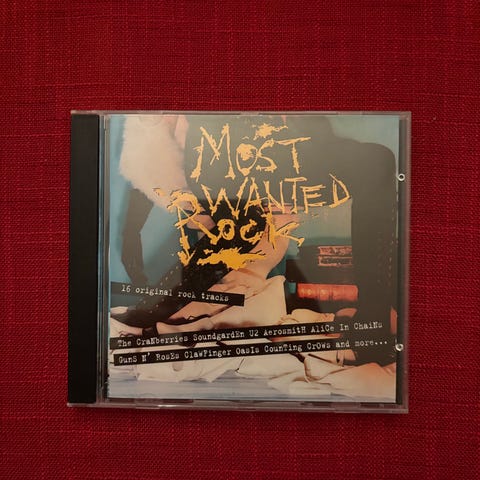 MOST
WANTED
ROCK
16 original rock tracks
The CraNberries SoundgardEn U2 AerosmitH AliCe In ChaiNs
GunS N' RosEs ClawFinger OasIs CounTing CrOws and more...